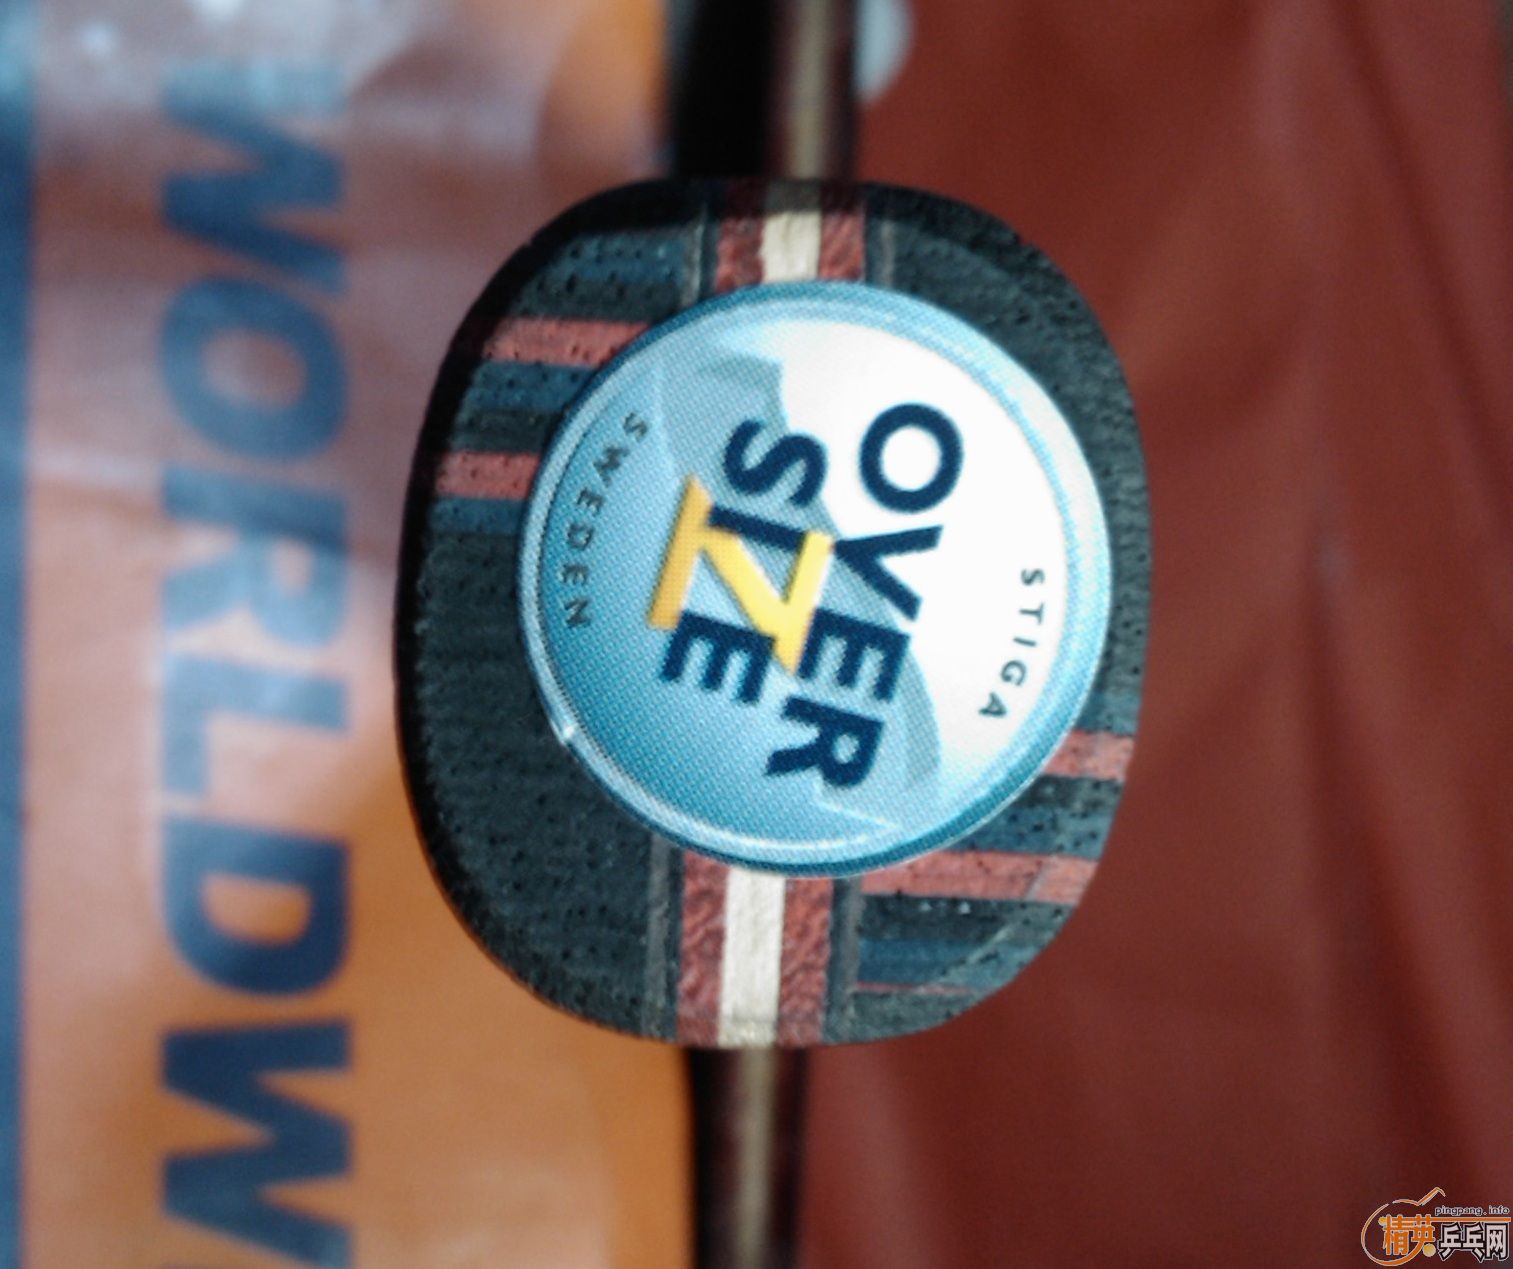 WORLDW
STIGA
OVER
SIZE
SWEDEN
pingpang.info
精英乒乓网